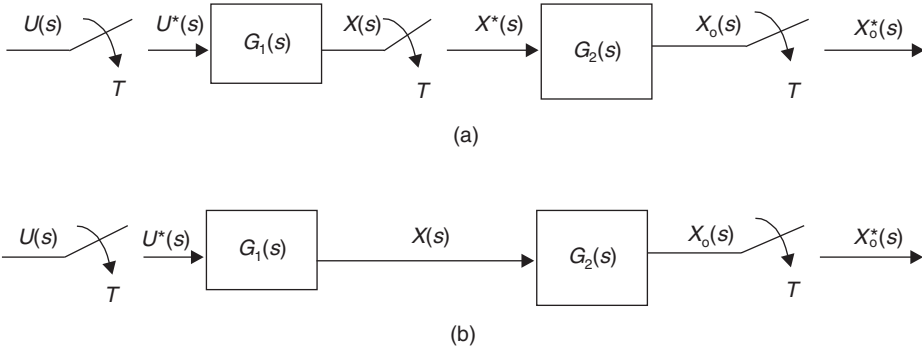 U(s) U*(s) G₁(s) X(s) X*(s) G₂(s) Xₒ(s) Xₒ*(s)
T T T
(a)
U(s) U*(s) G₁(s) X(s) G₂(s) Xₒ(s) Xₒ*(s)
T T
(b)